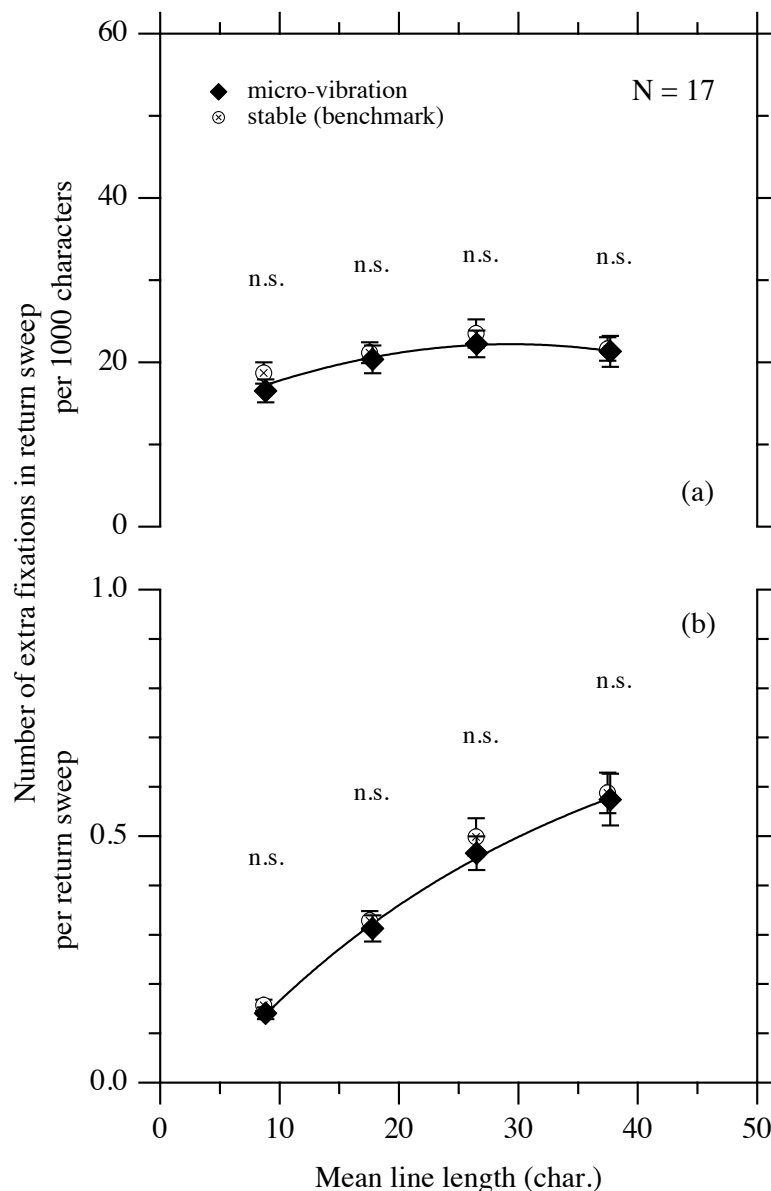 60
micro-vibration
N = 17
stable (benchmark)
40
n.s.
n.s.
n.s.
n.s.
20
(a)
0
Number of extra fixations in return sweep
per 1000 characters
per return sweep
1.0
(b)
n.s.
n.s.
n.s.
n.s.
0.5
0.0
0
10
20
30
40
50
Mean line length (char.)